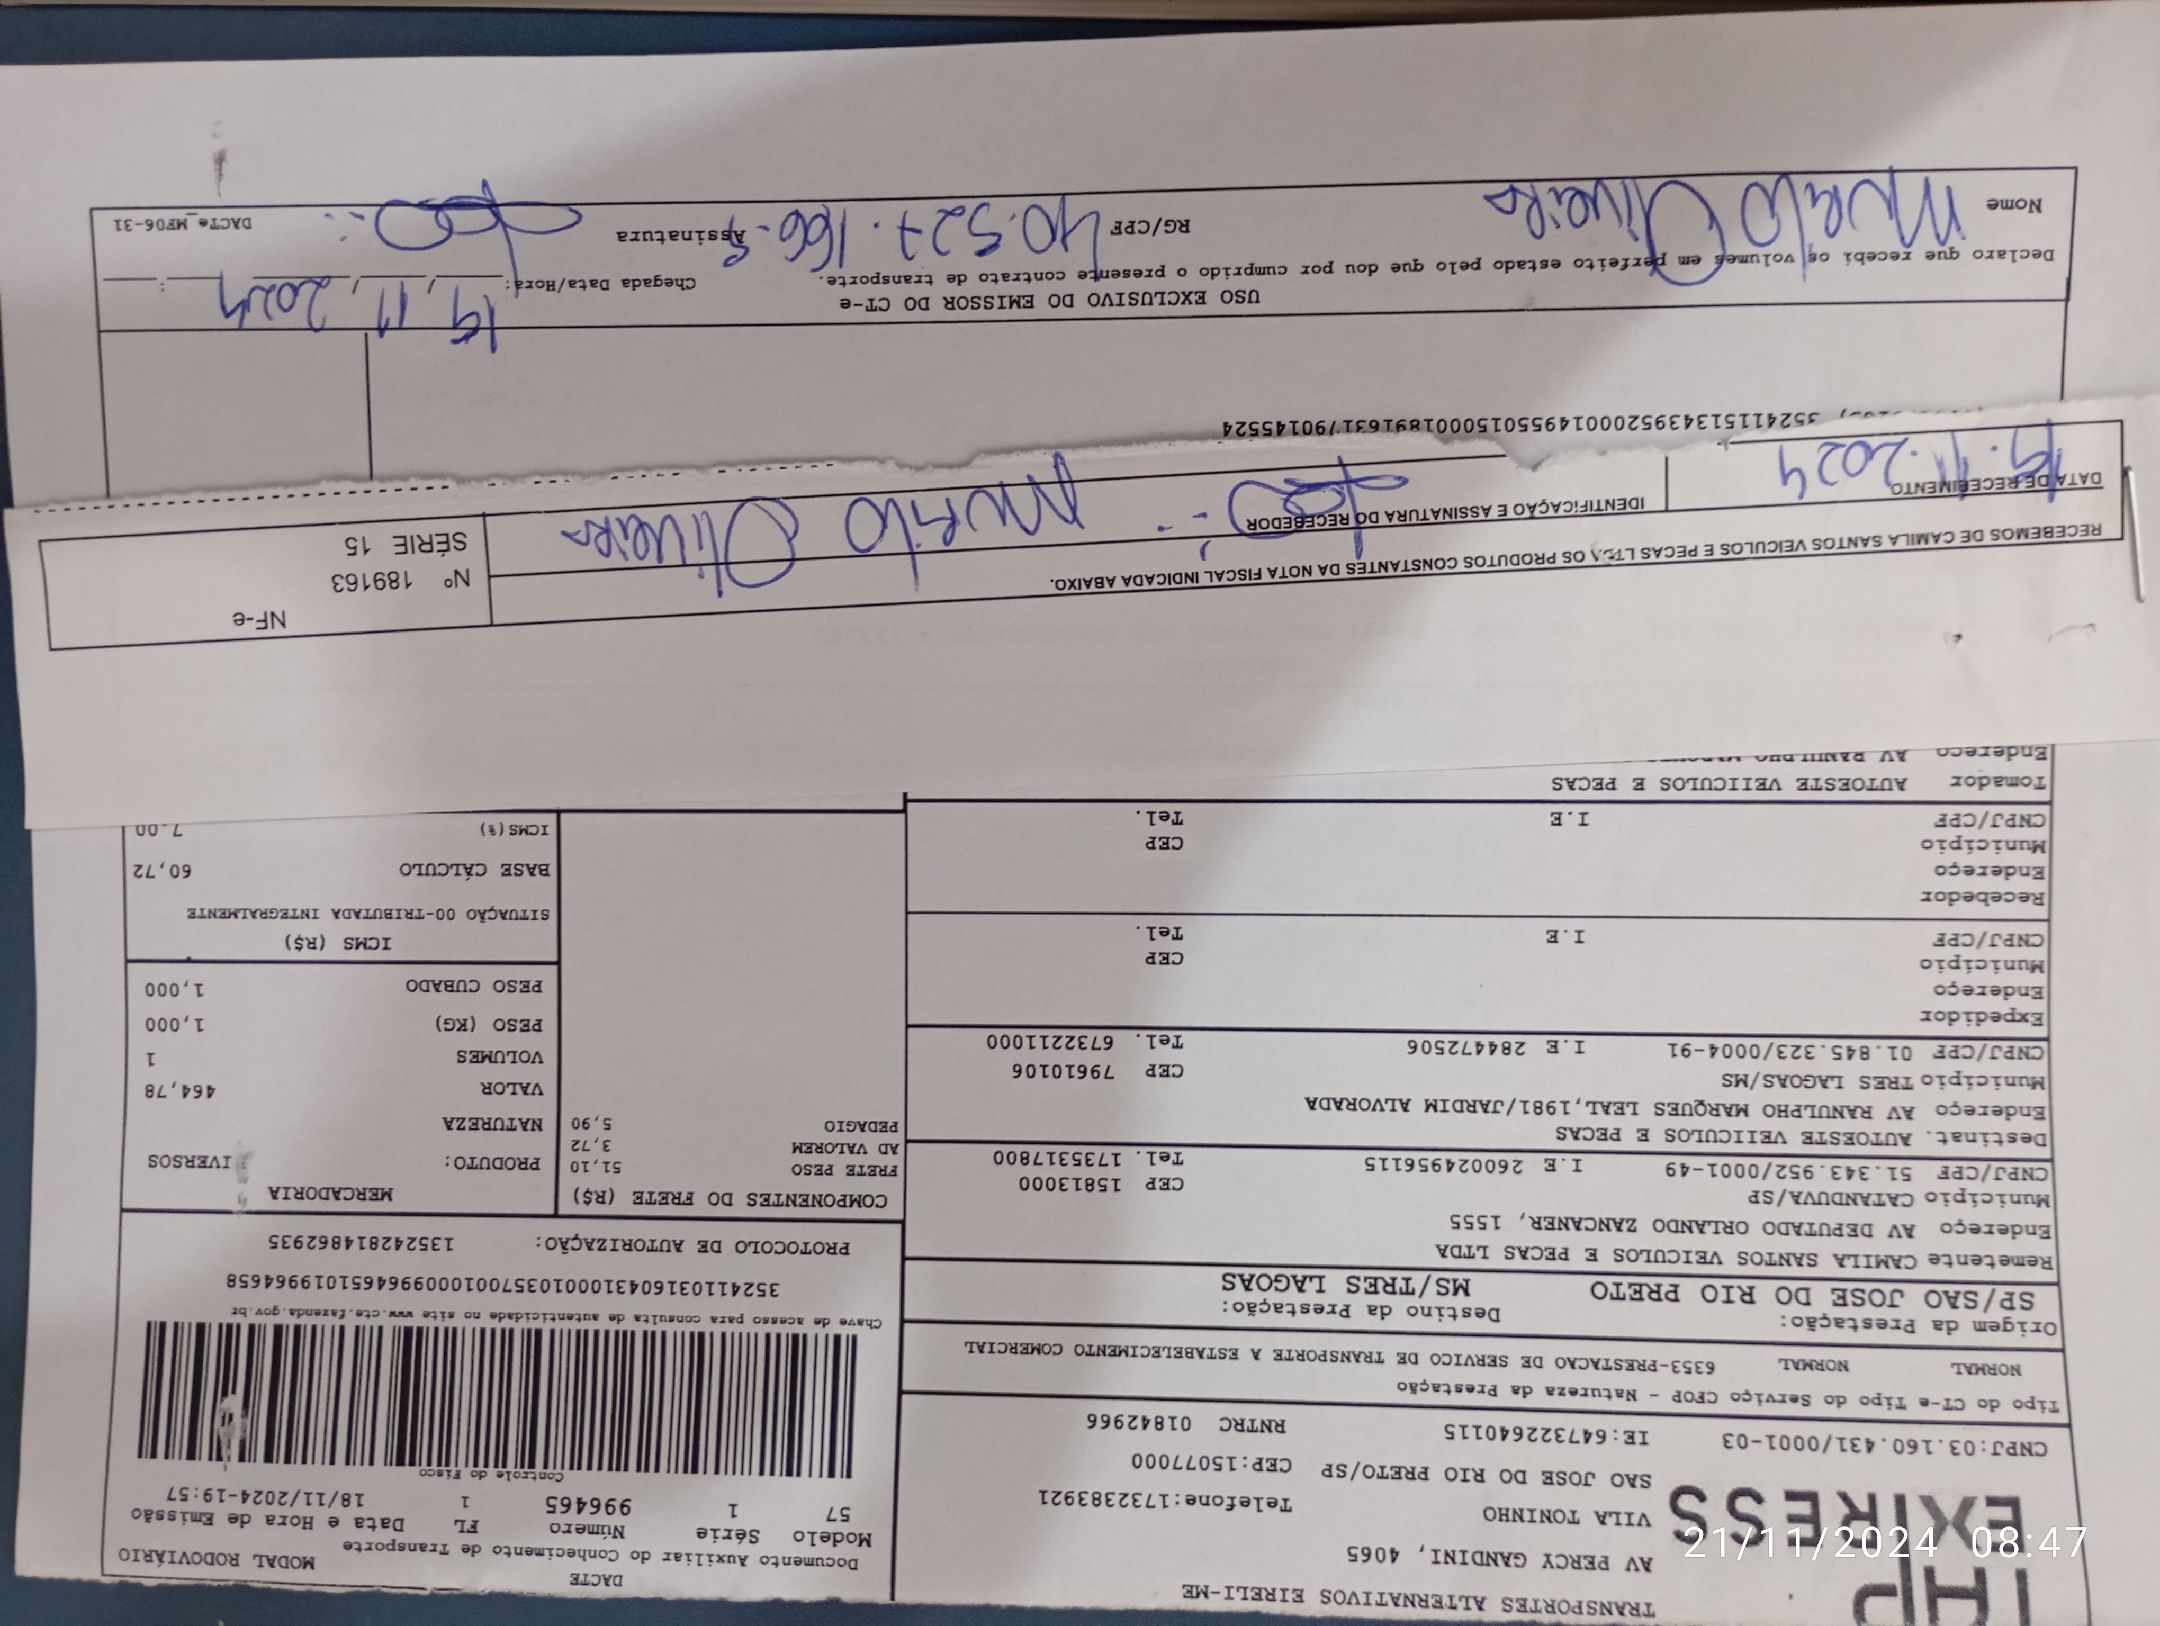 TRANSPORTES ALTERNATIVOS EIRELI-ME
TAP
EXIRESS
AV PERCY GANDINI, 4065
VILA TONINHO Telefone:1732383921
SAO JOSE DO RIO PRETO/SP CEP:15077000
CNPJ:03.160.431/0001-03 IE:647322640115 RNTRC 01842966
DACTE
Documento Auxiliar do Conhecimento de Transporte MODAL RODOVIÁRIO
Modelo Série Número FL Data e Hora de Emissão
57 1 996465 1 18/11/2024-19:57
Controle do Fisco
Chave de acesso para consulta de autenticidade no site www.cte.fazenda.gov.br
35241103160431000103570010009964651019964658
PROTOCOLO DE AUTORIZAÇÃO: 135242814862935
Tipo do CT-e Tipo do Serviço CFOP - Natureza da Prestação
NORMAL NORMAL 6353-PRESTACAO DE SERVICO DE TRANSPORTE A ESTABELECIMENTO COMERCIAL
Origem da Prestação: Destino da Prestação:
SP/SAO JOSE DO RIO PRETO MS/TRES LAGOAS
Remetente CAMILA SANTOS VEICULOS E PECAS LTDA
Endereço AV DEPUTADO ORLANDO ZANCANER, 1555
Município CATANDUVA/SP CEP 15813000
CNPJ/CPF 51.343.952/0001-49 I.E 260024956115 Tel. 1735317800
Destinat. AUTOESTE VEIICULOS E PECAS
Endereço AV RANULPHO MARQUES LEAL,1981/JARDIM ALVORADA
Município TRES LAGOAS/MS CEP 79610106
CNPJ/CPF 01.845.323/0004-91 I.E 284472506 Tel. 6732211000
Expedidor
Endereço
Município CEP
CNPJ/CPF I.E Tel.
Recebedor
Endereço
Município CEP
CNPJ/CPF I.E Tel.
Tomador AUTOESTE VEIICULOS E PECAS
Endereço AV RANULPHO
COMPONENTES DO FRETE (R$)
FRETE PESO 51,10
AD VALOREM 3,72
PEDAGIO 5,90
MERCADORIA
PRODUTO: IVERSOS
NATUREZA
VALOR 464,78
VOLUMES 1
PESO (KG) 1,000
PESO CUBADO 1,000
ICMS (R$)
SITUAÇÃO 00-TRIBUTADA INTEGRALMENTE
BASE CÁLCULO 60,72
ICMS(%) 7,00
RECEBEMOS DE CAMILA SANTOS VEICULOS E PECAS LTDA OS PRODUTOS CONSTANTES DA NOTA FISCAL INDICADA ABAIXO.
DATA DE RECEBIMENTO IDENTIFICAÇÃO E ASSINATURA DO RECEBEDOR
19.11.2024 Murilo Oliveira
NF-e
Nº 189163
SÉRIE 15
35241151343952000149550150001891631790145524
USO EXCLUSIVO DO EMISSOR DO CT-e
Declaro que recebi os volumes em perfeito estado pelo que dou por cumprido o presente contrato de transporte.
Chegada Data/Hora: 19 / 11 / 2024 :
Nome Murilo Oliveira RG/CPF 40.527.166-8 Assinatura
DACTe_MF06-31
21/11/2024 08:47